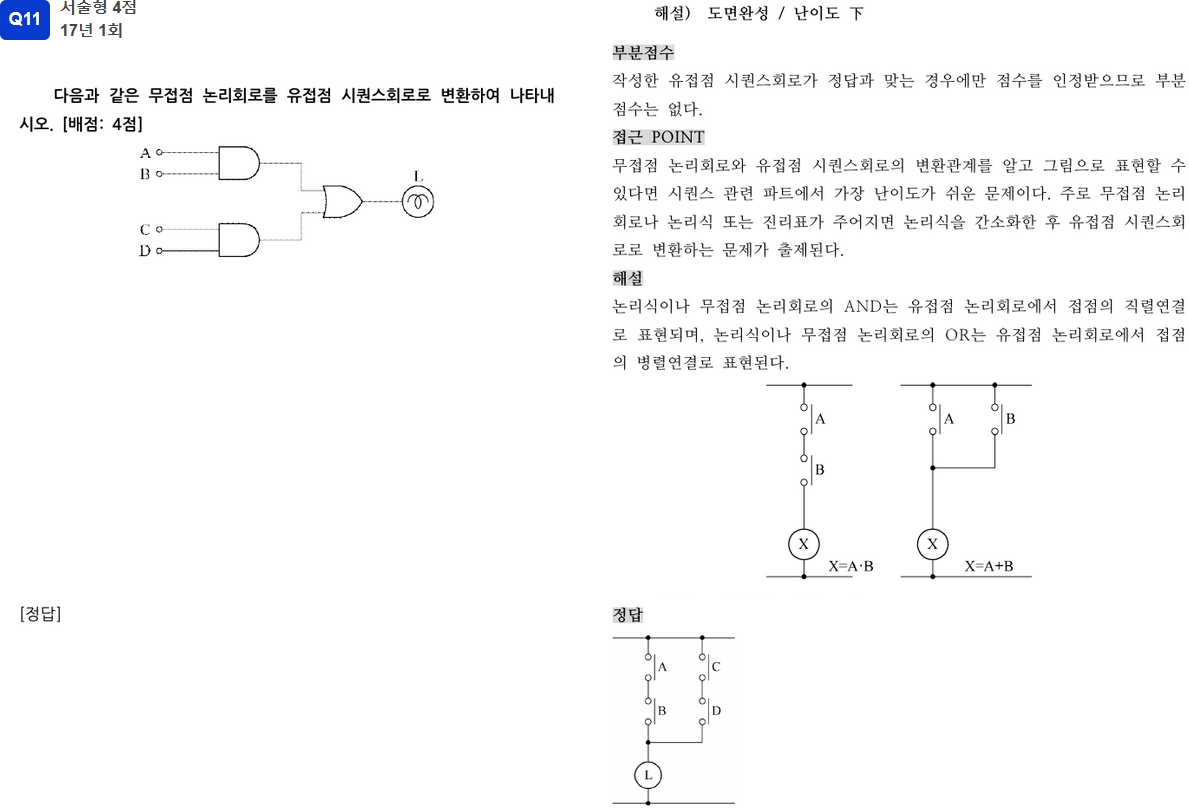 Q11
서술형 4점
17년 1회
다음과 같은 무접점 논리회로를 유접점 시퀀스회로로 변환하여 나타내
시오. [배점: 4점]
A
B
C
D
L
[정답]
해설) 도면완성 / 난이도 下
부분점수
작성한 유접점 시퀀스회로가 정답과 맞는 경우에만 점수를 인정받으므로 부분
점수는 없다.
접근 POINT
무접점 논리회로와 유접점 시퀀스회로의 변환관계를 알고 그림으로 표현할 수
있다면 시퀀스 관련 파트에서 가장 난이도가 쉬운 문제이다. 주로 무접점 논리
회로나 논리식 또는 진리표가 주어지면 논리식을 간소화한 후 유접점 시퀀스회
로로 변환하는 문제가 출제된다.
해설
논리식이나 무접점 논리회로의 AND는 유접점 논리회로에서 접점의 직렬연결
로 표현되며, 논리식이나 무접점 논리회로의 OR는 유접점 논리회로에서 접점
의 병렬연결로 표현된다.
A
B
X
X=A·B
A B
X
X=A+B
정답
A C
B D
L